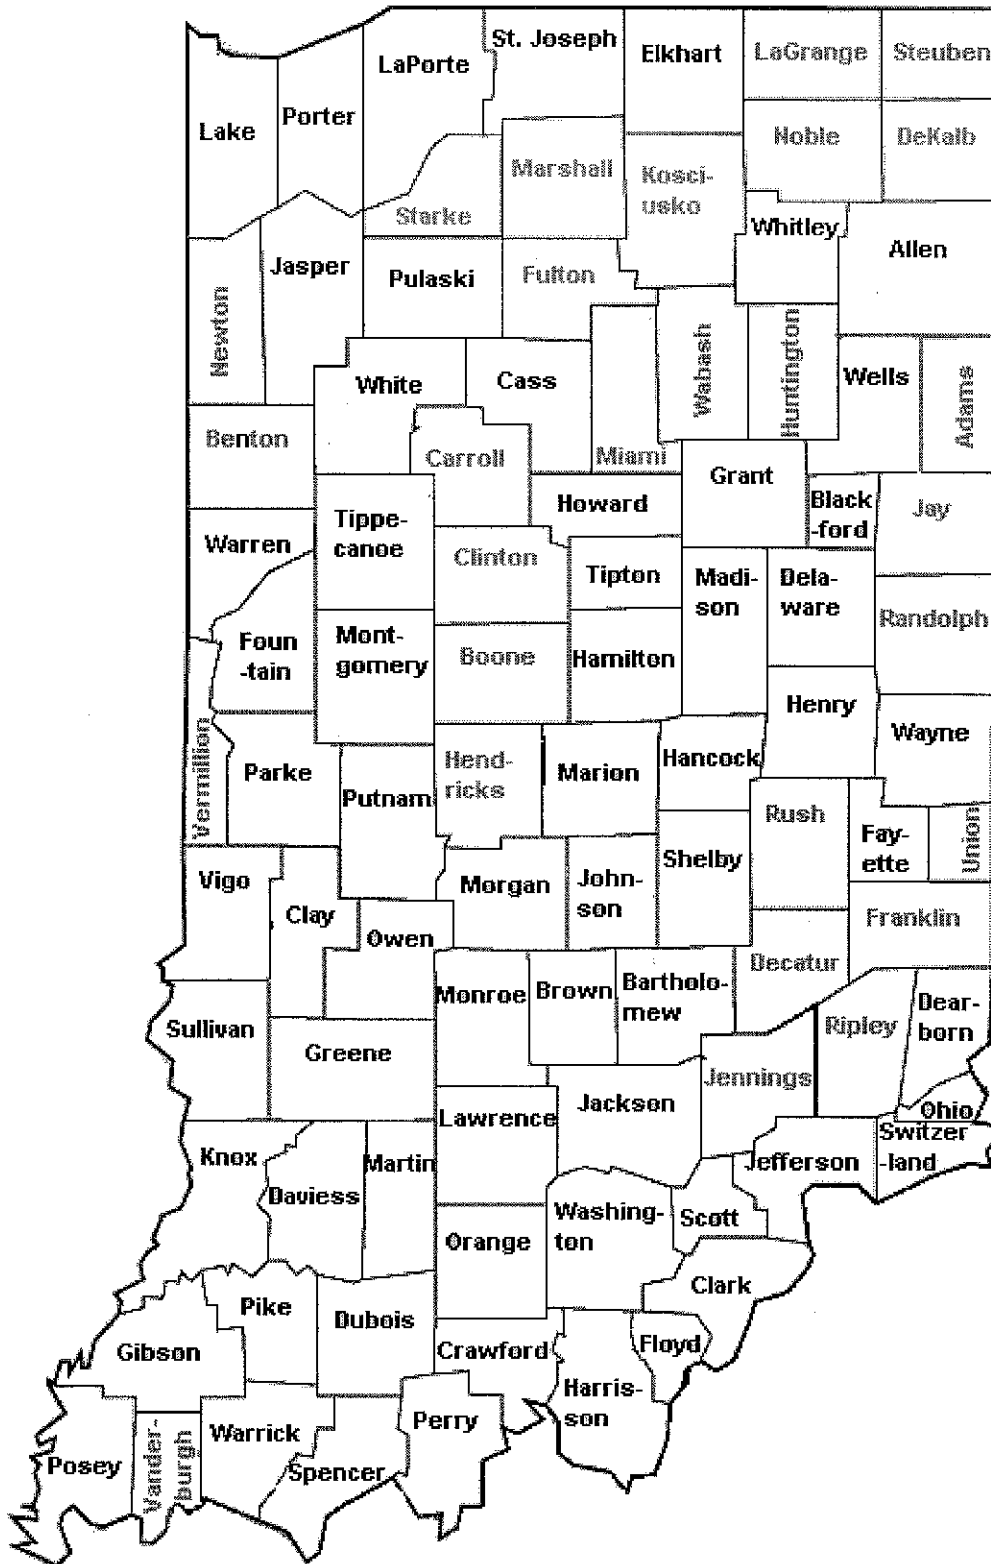 St. Joseph
Elkhart
LaGrange
Steuben
LaPorte
Porter
Lake
Noble
DeKalb
Marshall
Kosci-
usko
Starke
Whitley
Allen
Jasper
Pulaski
Fulton
Newton
Wabash
Huntington
White
Cass
Wells
Adams
Benton
Carroll
Miami
Grant
Howard
Black
-ford
Jay
Tippe-
canoe
Warren
Clinton
Tipton
Madi-
son
Dela-
ware
Randolph
Foun
-tain
Mont-
gomery
Boone
Hamilton
Henry
Wayne
Vermillion
Parke
Putnam
Hend-
ricks
Marion
Hancock
Rush
Fay-
ette
Union
Shelby
Vigo
Clay
Morgan
John-
son
Owen
Franklin
Decatur
Monroe
Brown
Bartholo-
mew
Dear-
born
Sullivan
Greene
Ripley
Jennings
Lawrence
Jackson
Ohio
Switzer
-land
Knox
Martin
Jefferson
Daviess
Washing-
ton
Scott
Orange
Clark
Pike
Dubois
Gibson
Crawford
Floyd
Harris-
son
Warrick
Perry
Posey
Vander-
burgh
Spencer